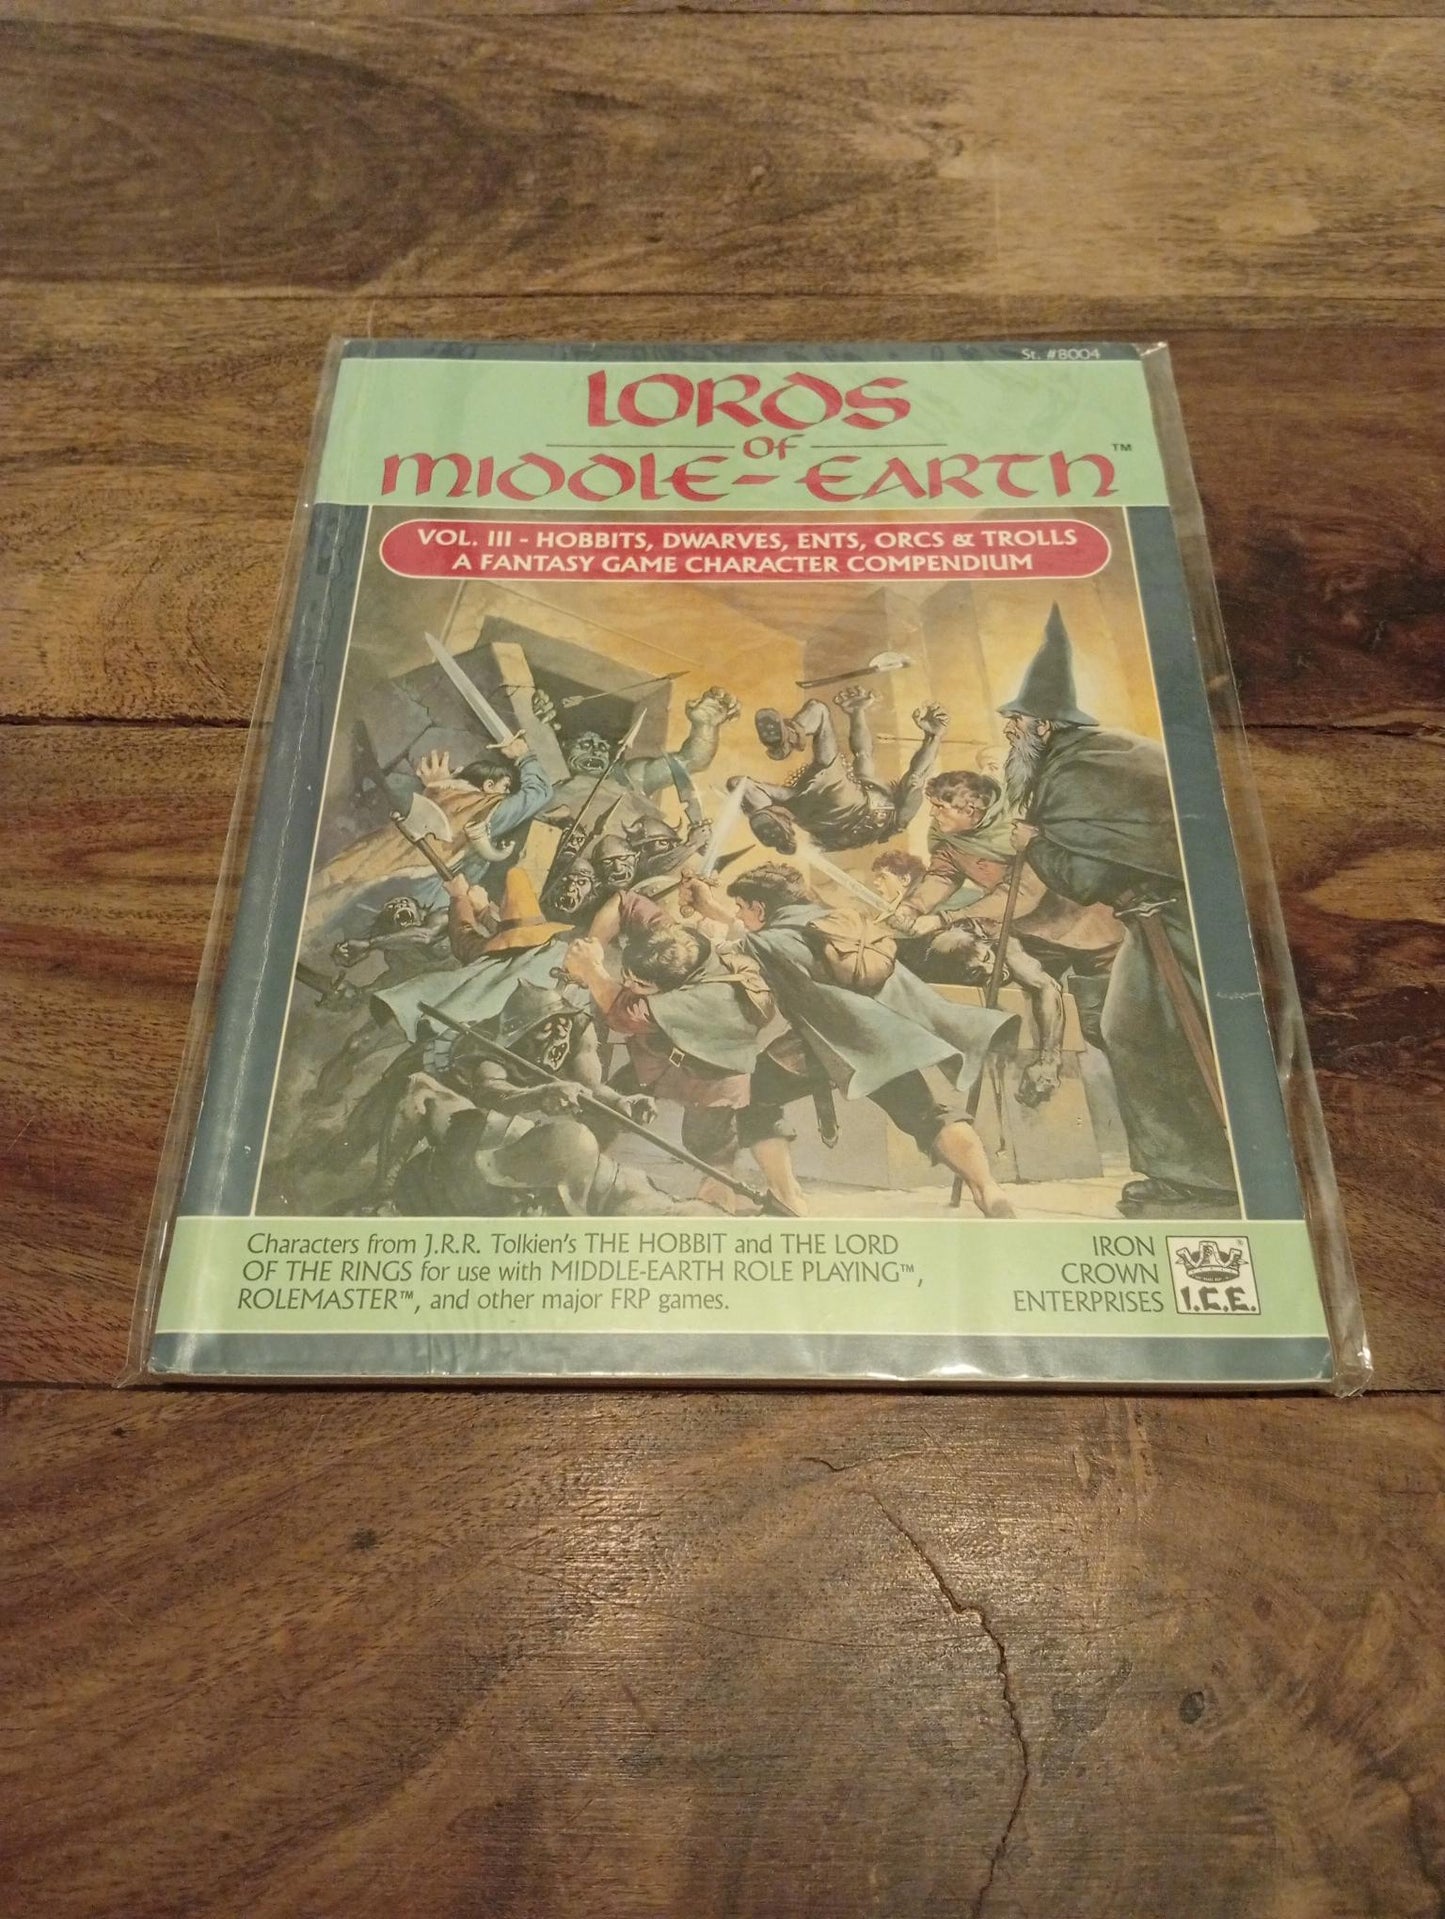 St. #8004
LORDS
OF
MIDDLE-EARTH™
VOL. III - HOBBITS, DWARVES, ENTS, ORCS & TROLLS
A FANTASY GAME CHARACTER COMPENDIUM
Characters from J.R.R. Tolkien's THE HOBBIT and THE LORD
OF THE RINGS for use with MIDDLE-EARTH ROLE PLAYING™,
ROLEMASTER™, and other major FRP games.
IRON
CROWN
ENTERPRISES
®
I.C.E.